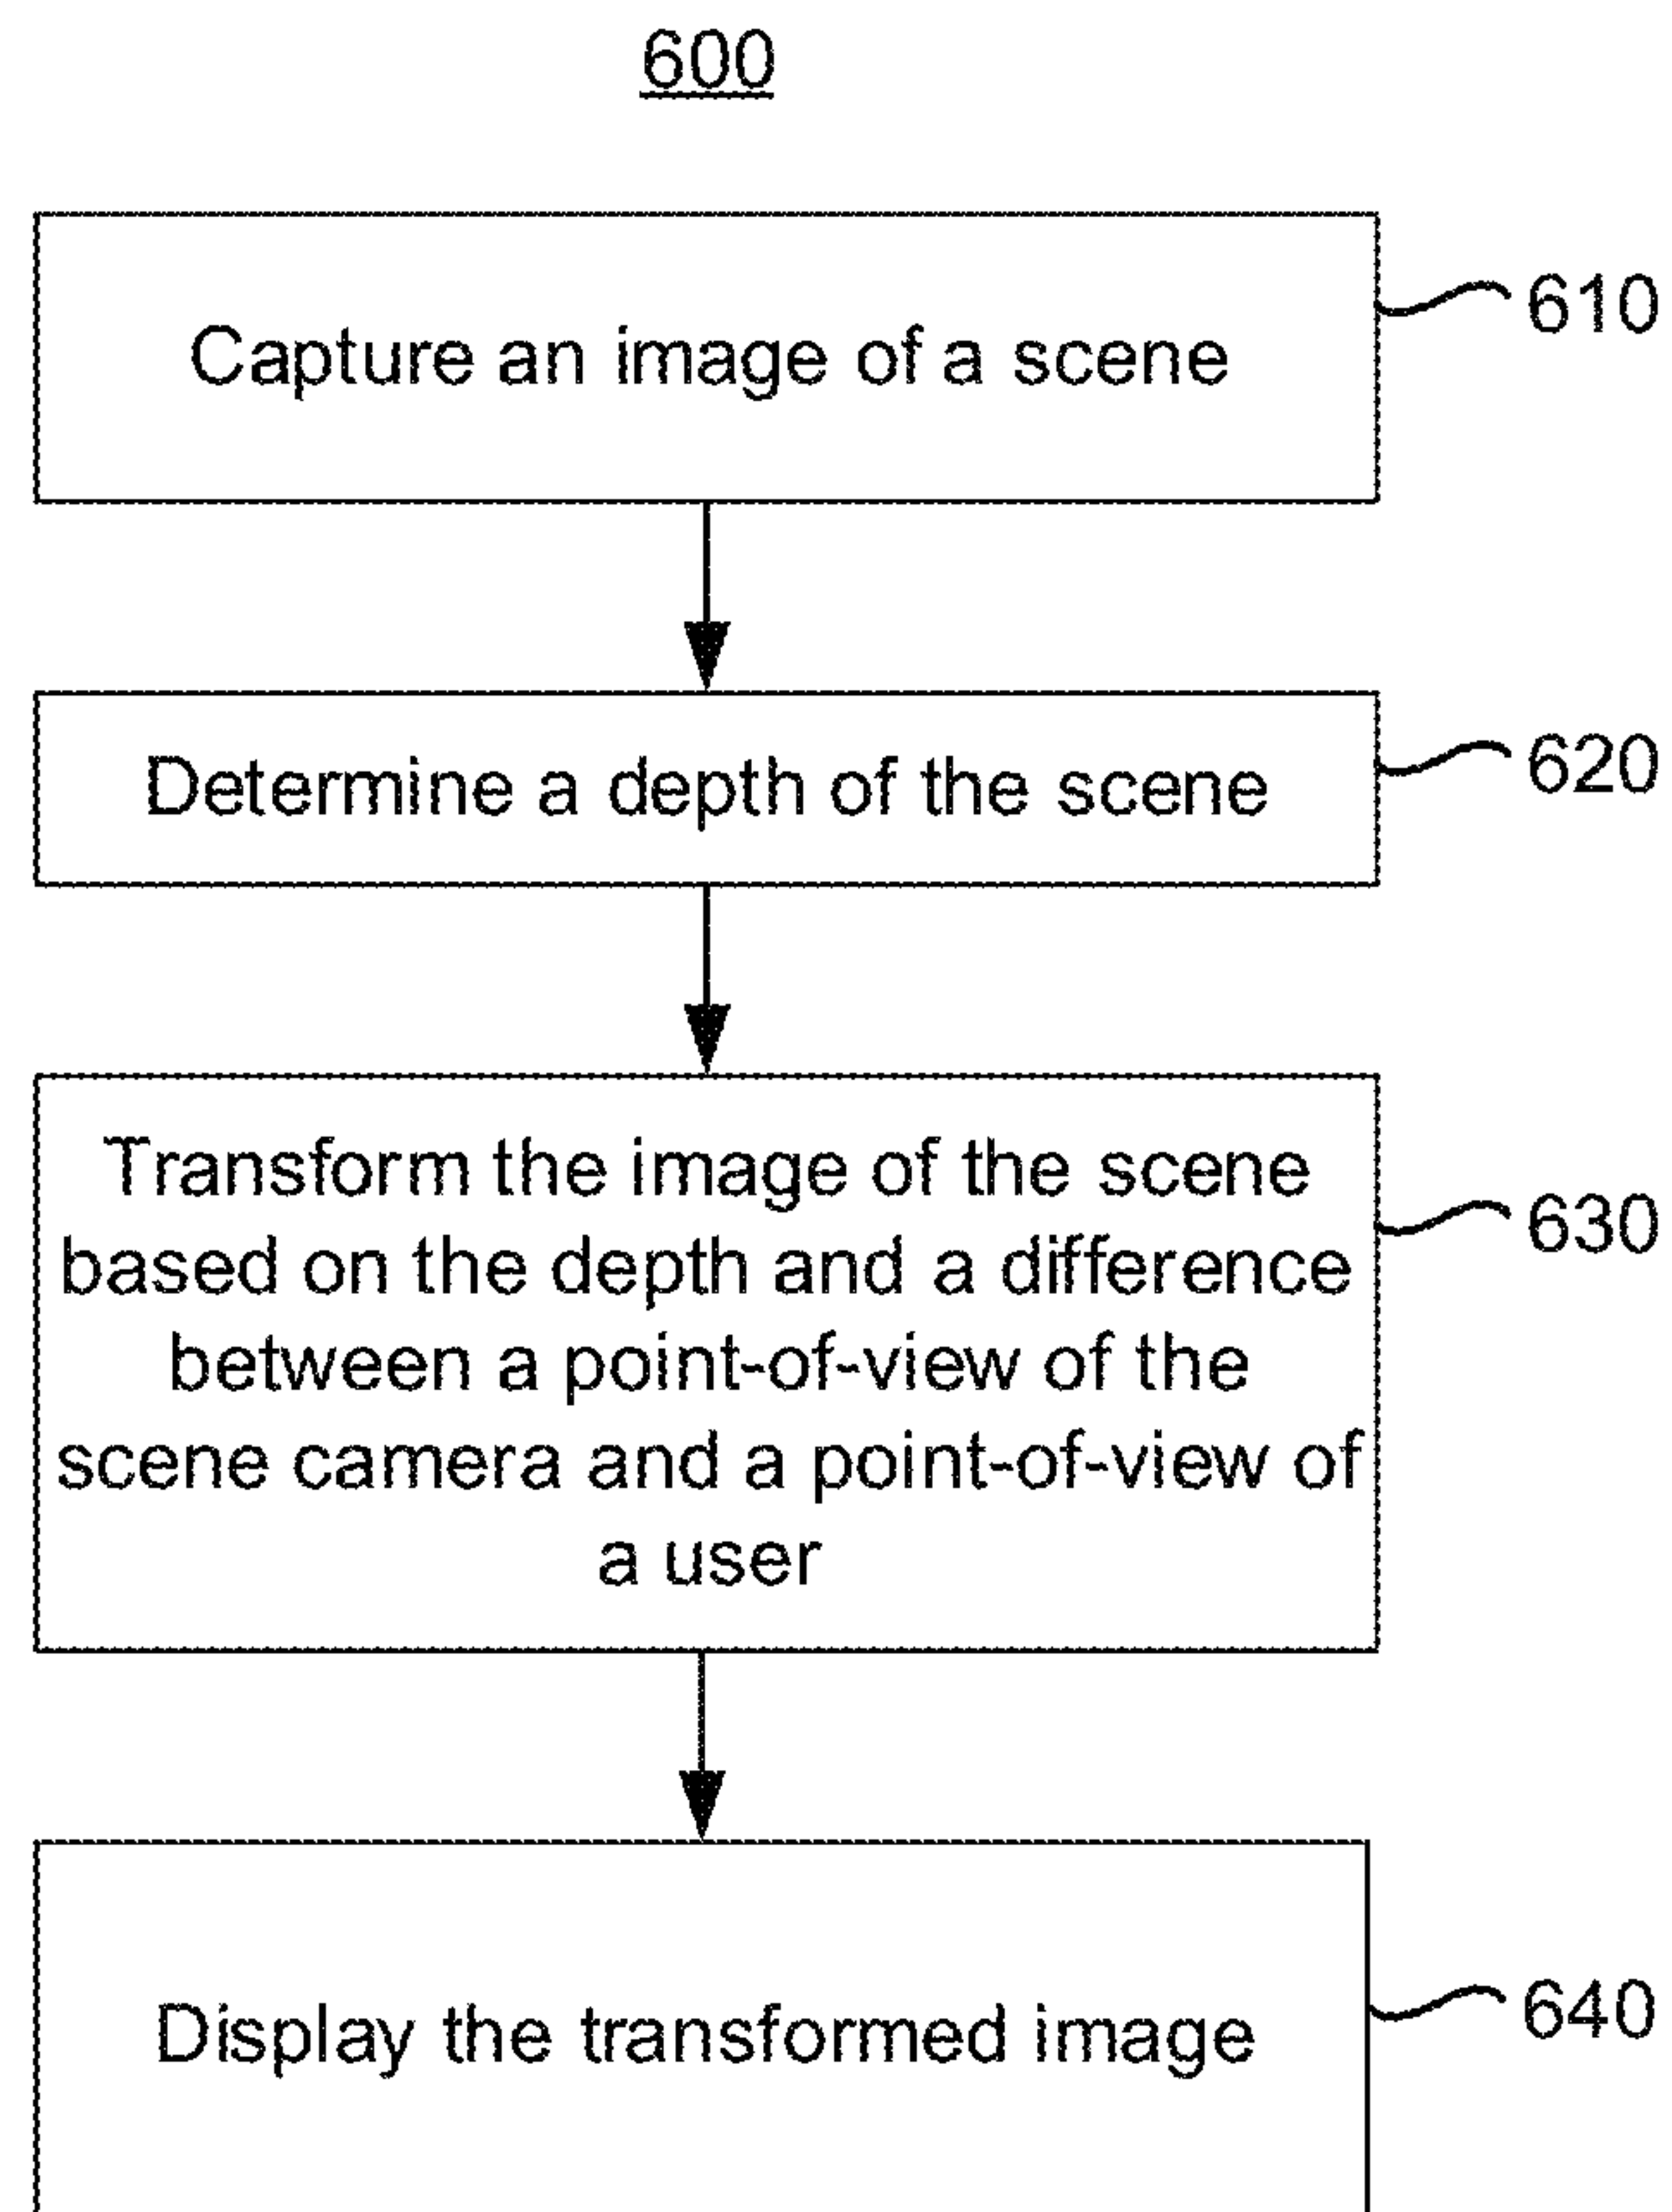 600
Capture an image of a scene
610
Determine a depth of the scene
620
Transform the image of the scene
based on the depth and a difference
between a point-of-view of the
scene camera and a point-of-view of
a user
630
Display the transformed image
640